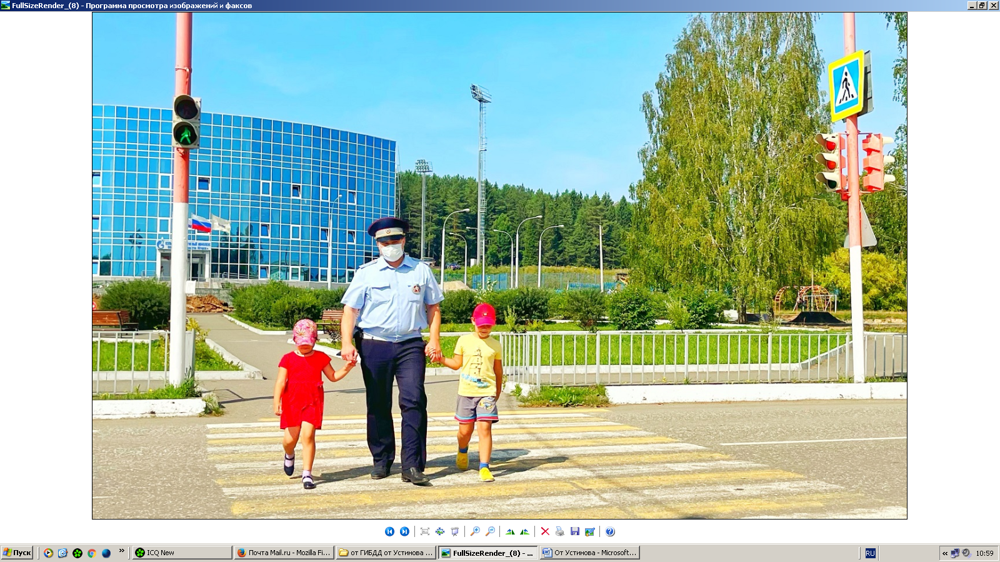 FullSizeRender_(8) - Программа просмотра изображений и факсов
Пуск
ICQ New
Почта Mail.ru - Mozilla Fi...
от ГИБДД от Устинова ...
FullSizeRender_(8) - ...
От Устинова - Microsoft...
RU
10:59